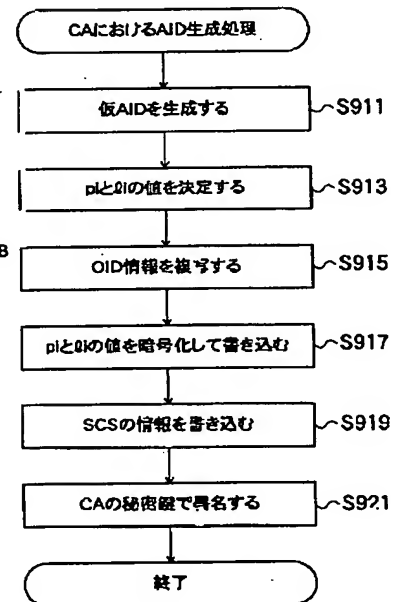 CAにおけるAID生成処理
仮AIDを生成する
S911
piとℓiの値を決定する
S913
B
OID情報を複写する
S915
piとℓiの値を暗号化して書き込む
S917
SCSの情報を書き込む
S919
CAの秘密鍵で署名する
S921
終了